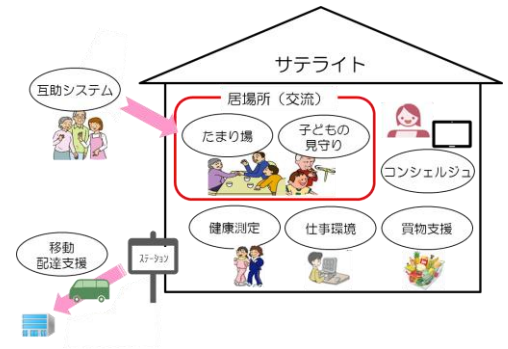 サテライト
互助システム
居場所（交流）
たまり場
子どもの
見守り
コンシェルジュ
健康測定
仕事環境
買物支援
移動
配達支援
ステーション